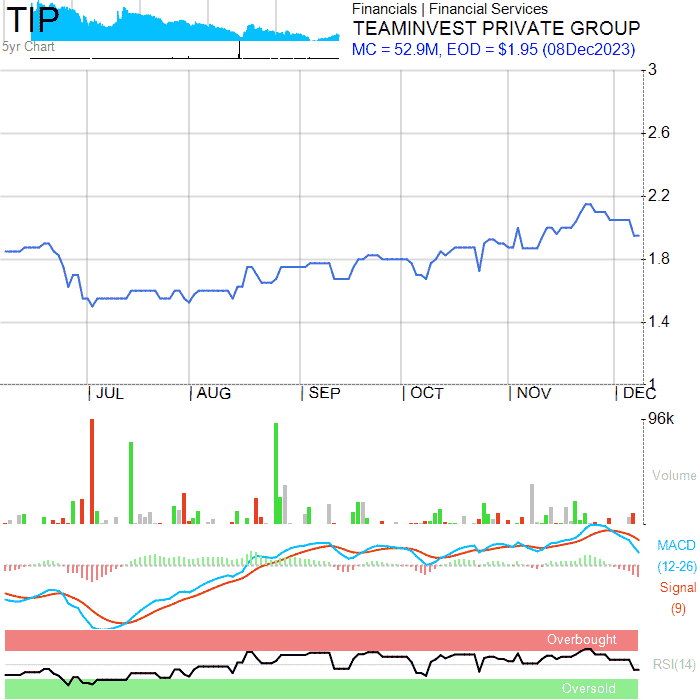 TIP
5yr Chart
Financials | Financial Services
TEAMINVEST PRIVATE GROUP
MC = 52.9M, EOD = $1.95 (08Dec2023)
3
2.6
2.2
1.8
1.4
1
JUL AUG SEP OCT NOV DEC
96k
Volume
MACD
(12-26)
Signal
(9)
Overbought
RSI(14)
Oversold